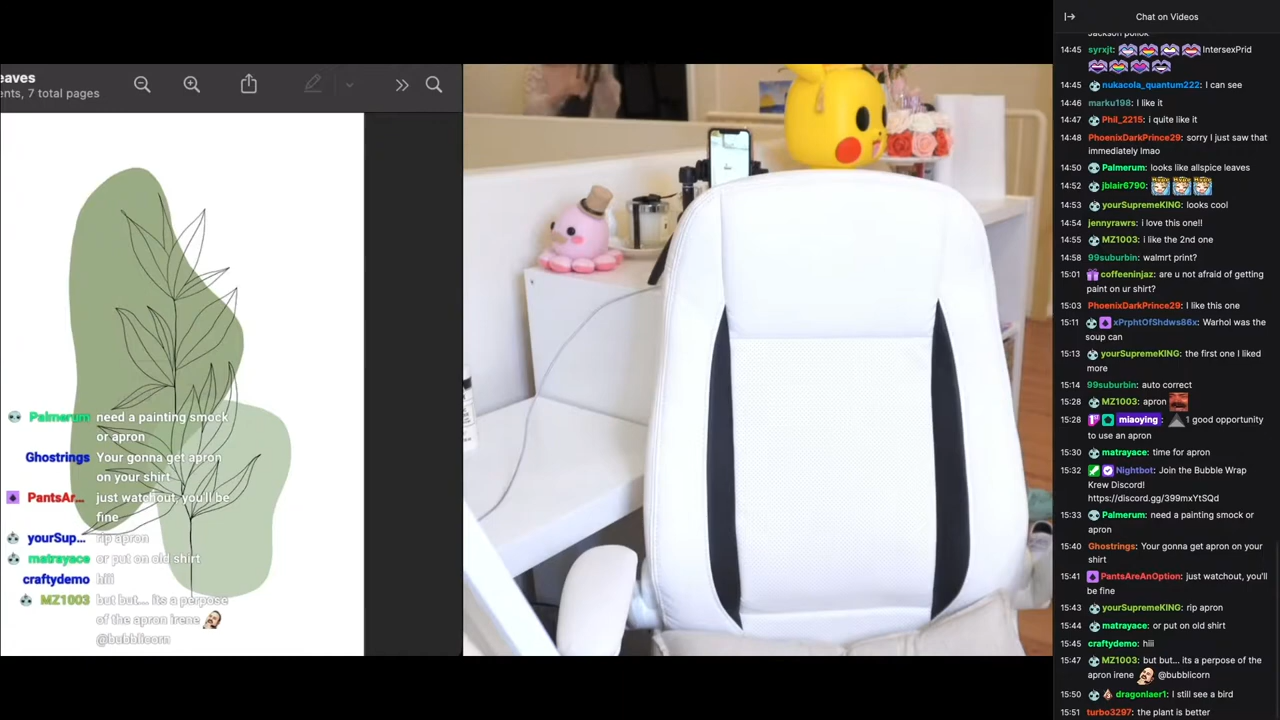 eaves
ents, 7 total pages
Palmerum need a painting smock
or apron
Ghostrings Your gonna get apron
on your shirt
PantsAr... just watchout, you'll be
fine
yourSup... rip apron
matrayace or put on old shirt
craftydemo hiii
MZ1003 but but... its a perpose
of the apron irene
@bubblicorn
Chat on Videos
Jackson pollok
14:45 syrxjt: IntersexPrid
14:45 nukacola_quantum222: I can see
14:46 marku198: I like it
14:47 Phil_2215: i quite like it
14:48 PhoenixDarkPrince29: sorry I just saw that
immediately lmao
14:50 Palmerum: looks like allspice leaves
14:52 jblair6790:
14:53 yourSupremeKING: looks cool
14:54 jennyrawrs: i love this one!!
14:55 MZ1003: i like the 2nd one
14:58 99suburbin: walmrt print?
15:01 coffeeninjaz: are u not afraid of getting
paint on ur shirt?
15:03 PhoenixDarkPrince29: I like this one
15:11 xPrphtOfShdws86x: Warhol was the
soup can
15:13 yourSupremeKING: the first one I liked
more
15:14 99suburbin: auto correct
15:28 MZ1003: apron
15:28 miaoying: 1 good opportunity
to use an apron
15:30 matrayace: time for apron
15:32 Nightbot: Join the Bubble Wrap
Krew Discord!
https://discord.gg/399mxYtSQd
15:33 Palmerum: need a painting smock or
apron
15:40 Ghostrings: Your gonna get apron on your
shirt
15:41 PantsAreAnOption: just watchout, you'll
be fine
15:43 yourSupremeKING: rip apron
15:44 matrayace: or put on old shirt
15:45 craftydemo: hiii
15:47 MZ1003: but but... its a perpose of the
apron irene @bubblicorn
15:50 dragonlaer1: I still see a bird
15:51 turbo3297: the plant is better